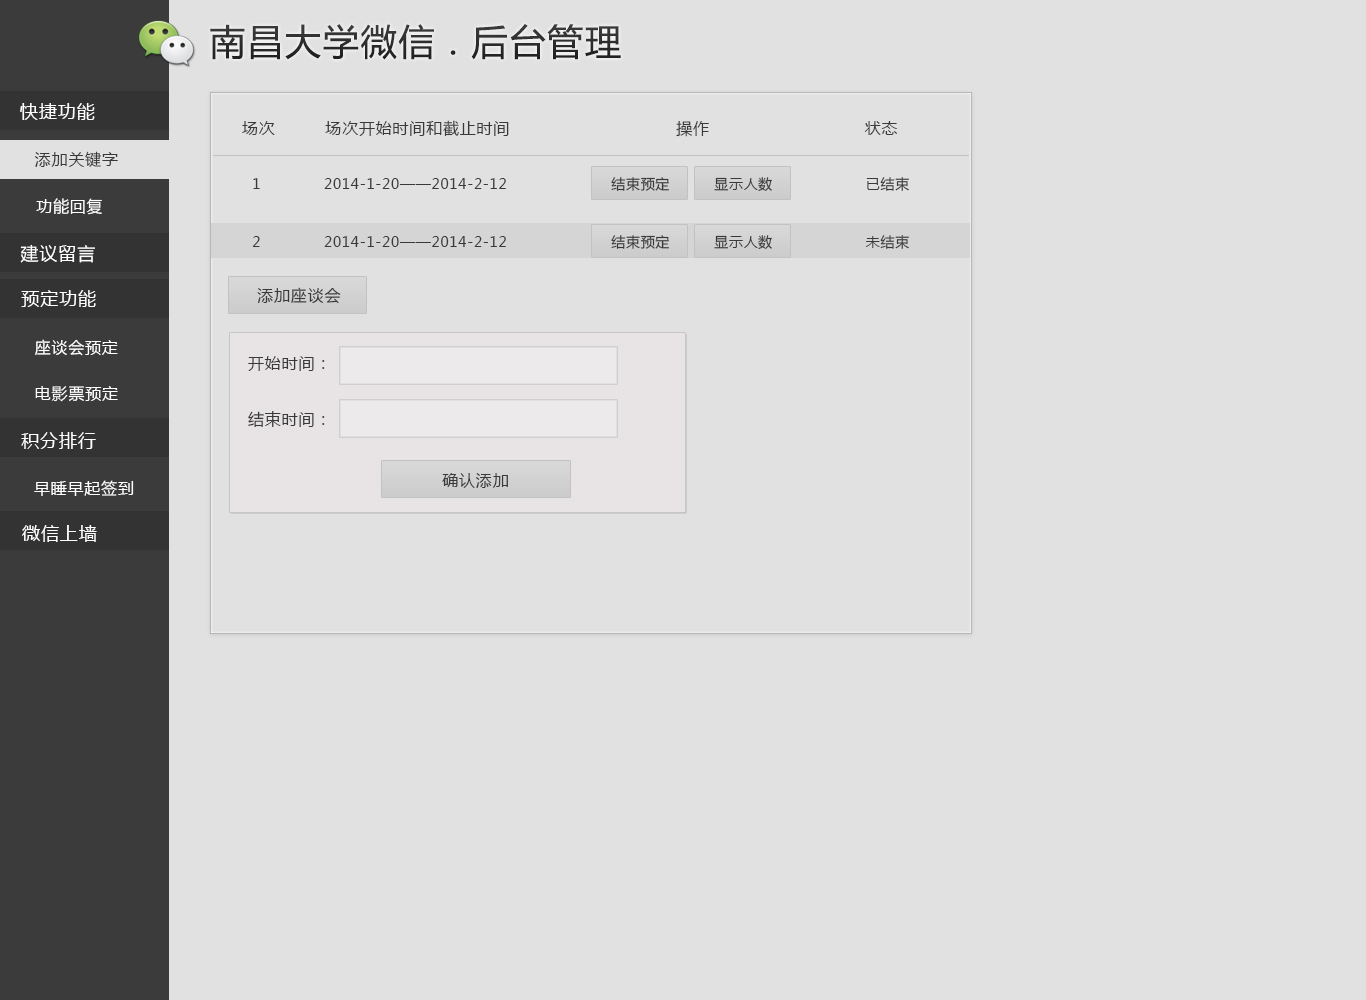 南昌大学微信 . 后台管理
快捷功能
添加关键字
功能回复
建议留言
预定功能
座谈会预定
电影票预定
积分排行
早睡早起签到
微信上墙
场次 场次开始时间和截止时间 操作 状态
1 2014-1-20——2014-2-12 结束预定 显示人数 已结束
2 2014-1-20——2014-2-12 结束预定 显示人数 未结束
添加座谈会
开始时间：
结束时间：
确认添加